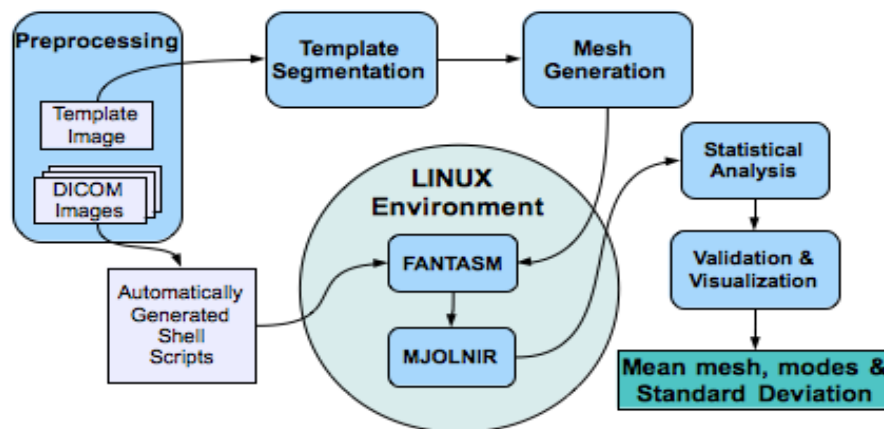 Preprocessing
Template
Image
DICOM
Images
Template
Segmentation
Mesh
Generation
LINUX
Environment
FANTASM
MJOLNIR
Automatically
Generated
Shell
Scripts
Statistical
Analysis
Validation &
Visualization
Mean mesh, modes &
Standard Deviation